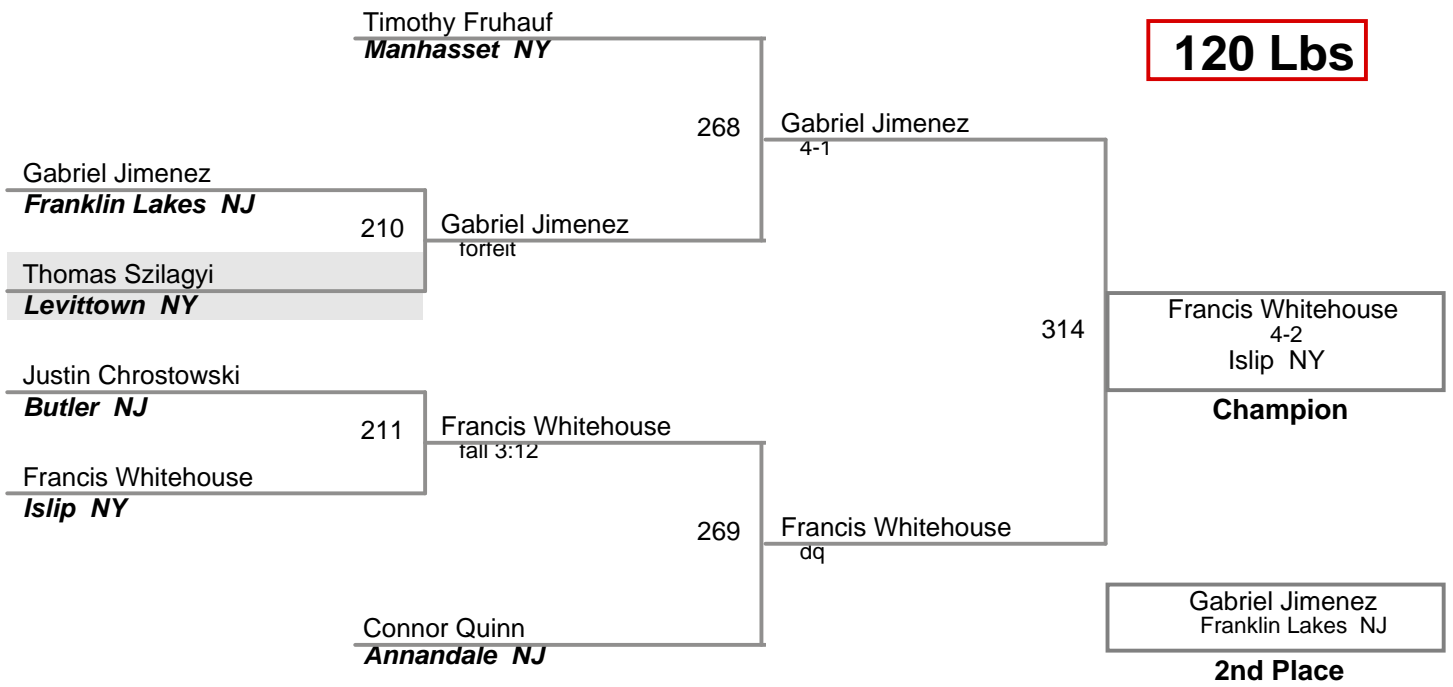 Timothy Fruhauf
Manhasset NY
120 Lbs
268
Gabriel Jimenez
4-1
Gabriel Jimenez
Franklin Lakes NJ
210
Gabriel Jimenez
forfeit
Thomas Szilagyi
Levittown NY
314
Francis Whitehouse
4-2
Islip NY
Champion
Justin Chrostowski
Butler NJ
211
Francis Whitehouse
fall 3:12
Francis Whitehouse
Islip NY
269
Francis Whitehouse
dq
Connor Quinn
Annandale NJ
Gabriel Jimenez
Franklin Lakes NJ
2nd Place